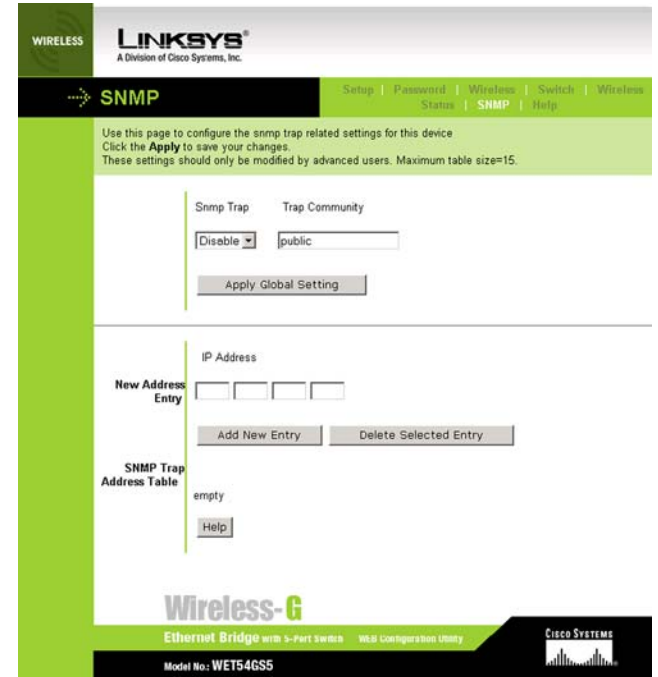 WIRELESS
LINKSYS®
A Division of Cisco Systems, Inc.
SNMP
Setup | Password | Wireless | Switch | Wireless
Status | SNMP | Help
Use this page to configure the snmp trap related settings for this device
Click the Apply to save your changes.
These settings should only be modified by advanced users. Maximum table size=15.
Snmp Trap Trap Community
Disable public
Apply Global Setting
IP Address
New Address
Entry
Add New Entry Delete Selected Entry
SNMP Trap
Address Table
empty
Help
Wireless-G
Ethernet Bridge with 5-Port Switch WEB Configuration Utility
CISCO SYSTEMS
Model No.: WET54GS5